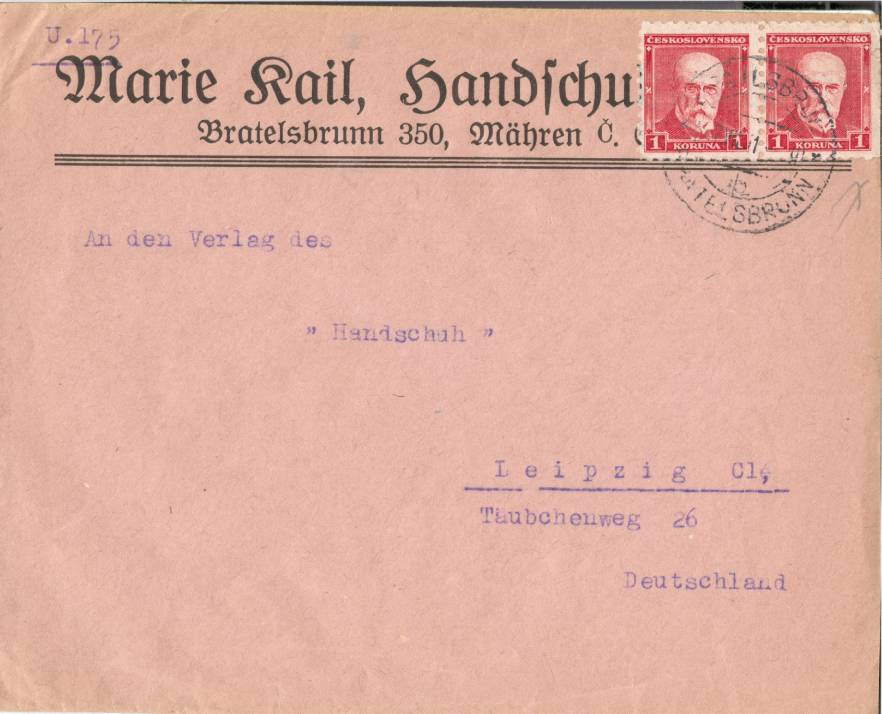 U.175
Marie Kail, Handschu
Bratelsbrunn 350, Mähren Č.
ČESKOSLOVENSKO ČESKOSLOVENSKO
1 KORUNA 1 1 KORUNA 1
An den Verlag des
" Handschuh "
Leipzig C1,
Täubchenweg 26
Deutschland